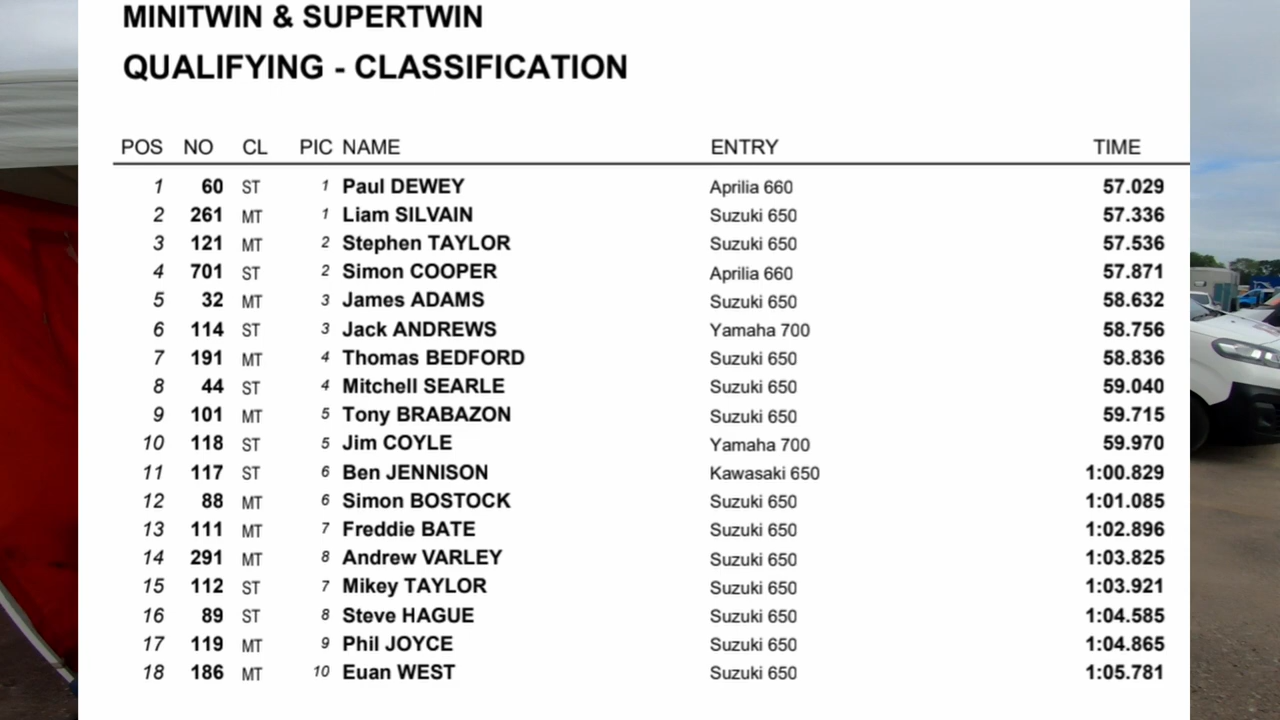 MINITWIN & SUPERTWIN
QUALIFYING - CLASSIFICATION
POS NO CL PIC NAME ENTRY TIME
1 60 ST 1 Paul DEWEY Aprilia 660 57.029
2 261 MT 1 Liam SILVAIN Suzuki 650 57.336
3 121 MT 2 Stephen TAYLOR Suzuki 650 57.536
4 701 ST 2 Simon COOPER Aprilia 660 57.871
5 32 MT 3 James ADAMS Suzuki 650 58.632
6 114 ST 3 Jack ANDREWS Yamaha 700 58.756
7 191 MT 4 Thomas BEDFORD Suzuki 650 58.836
8 44 ST 4 Mitchell SEARLE Suzuki 650 59.040
9 101 MT 5 Tony BRABAZON Suzuki 650 59.715
10 118 ST 5 Jim COYLE Yamaha 700 59.970
11 117 ST 6 Ben JENNISON Kawasaki 650 1:00.829
12 88 MT 6 Simon BOSTOCK Suzuki 650 1:01.085
13 111 MT 7 Freddie BATE Suzuki 650 1:02.896
14 291 MT 8 Andrew VARLEY Suzuki 650 1:03.825
15 112 ST 7 Mikey TAYLOR Suzuki 650 1:03.921
16 89 ST 8 Steve HAGUE Suzuki 650 1:04.585
17 119 MT 9 Phil JOYCE Suzuki 650 1:04.865
18 186 MT 10 Euan WEST Suzuki 650 1:05.781